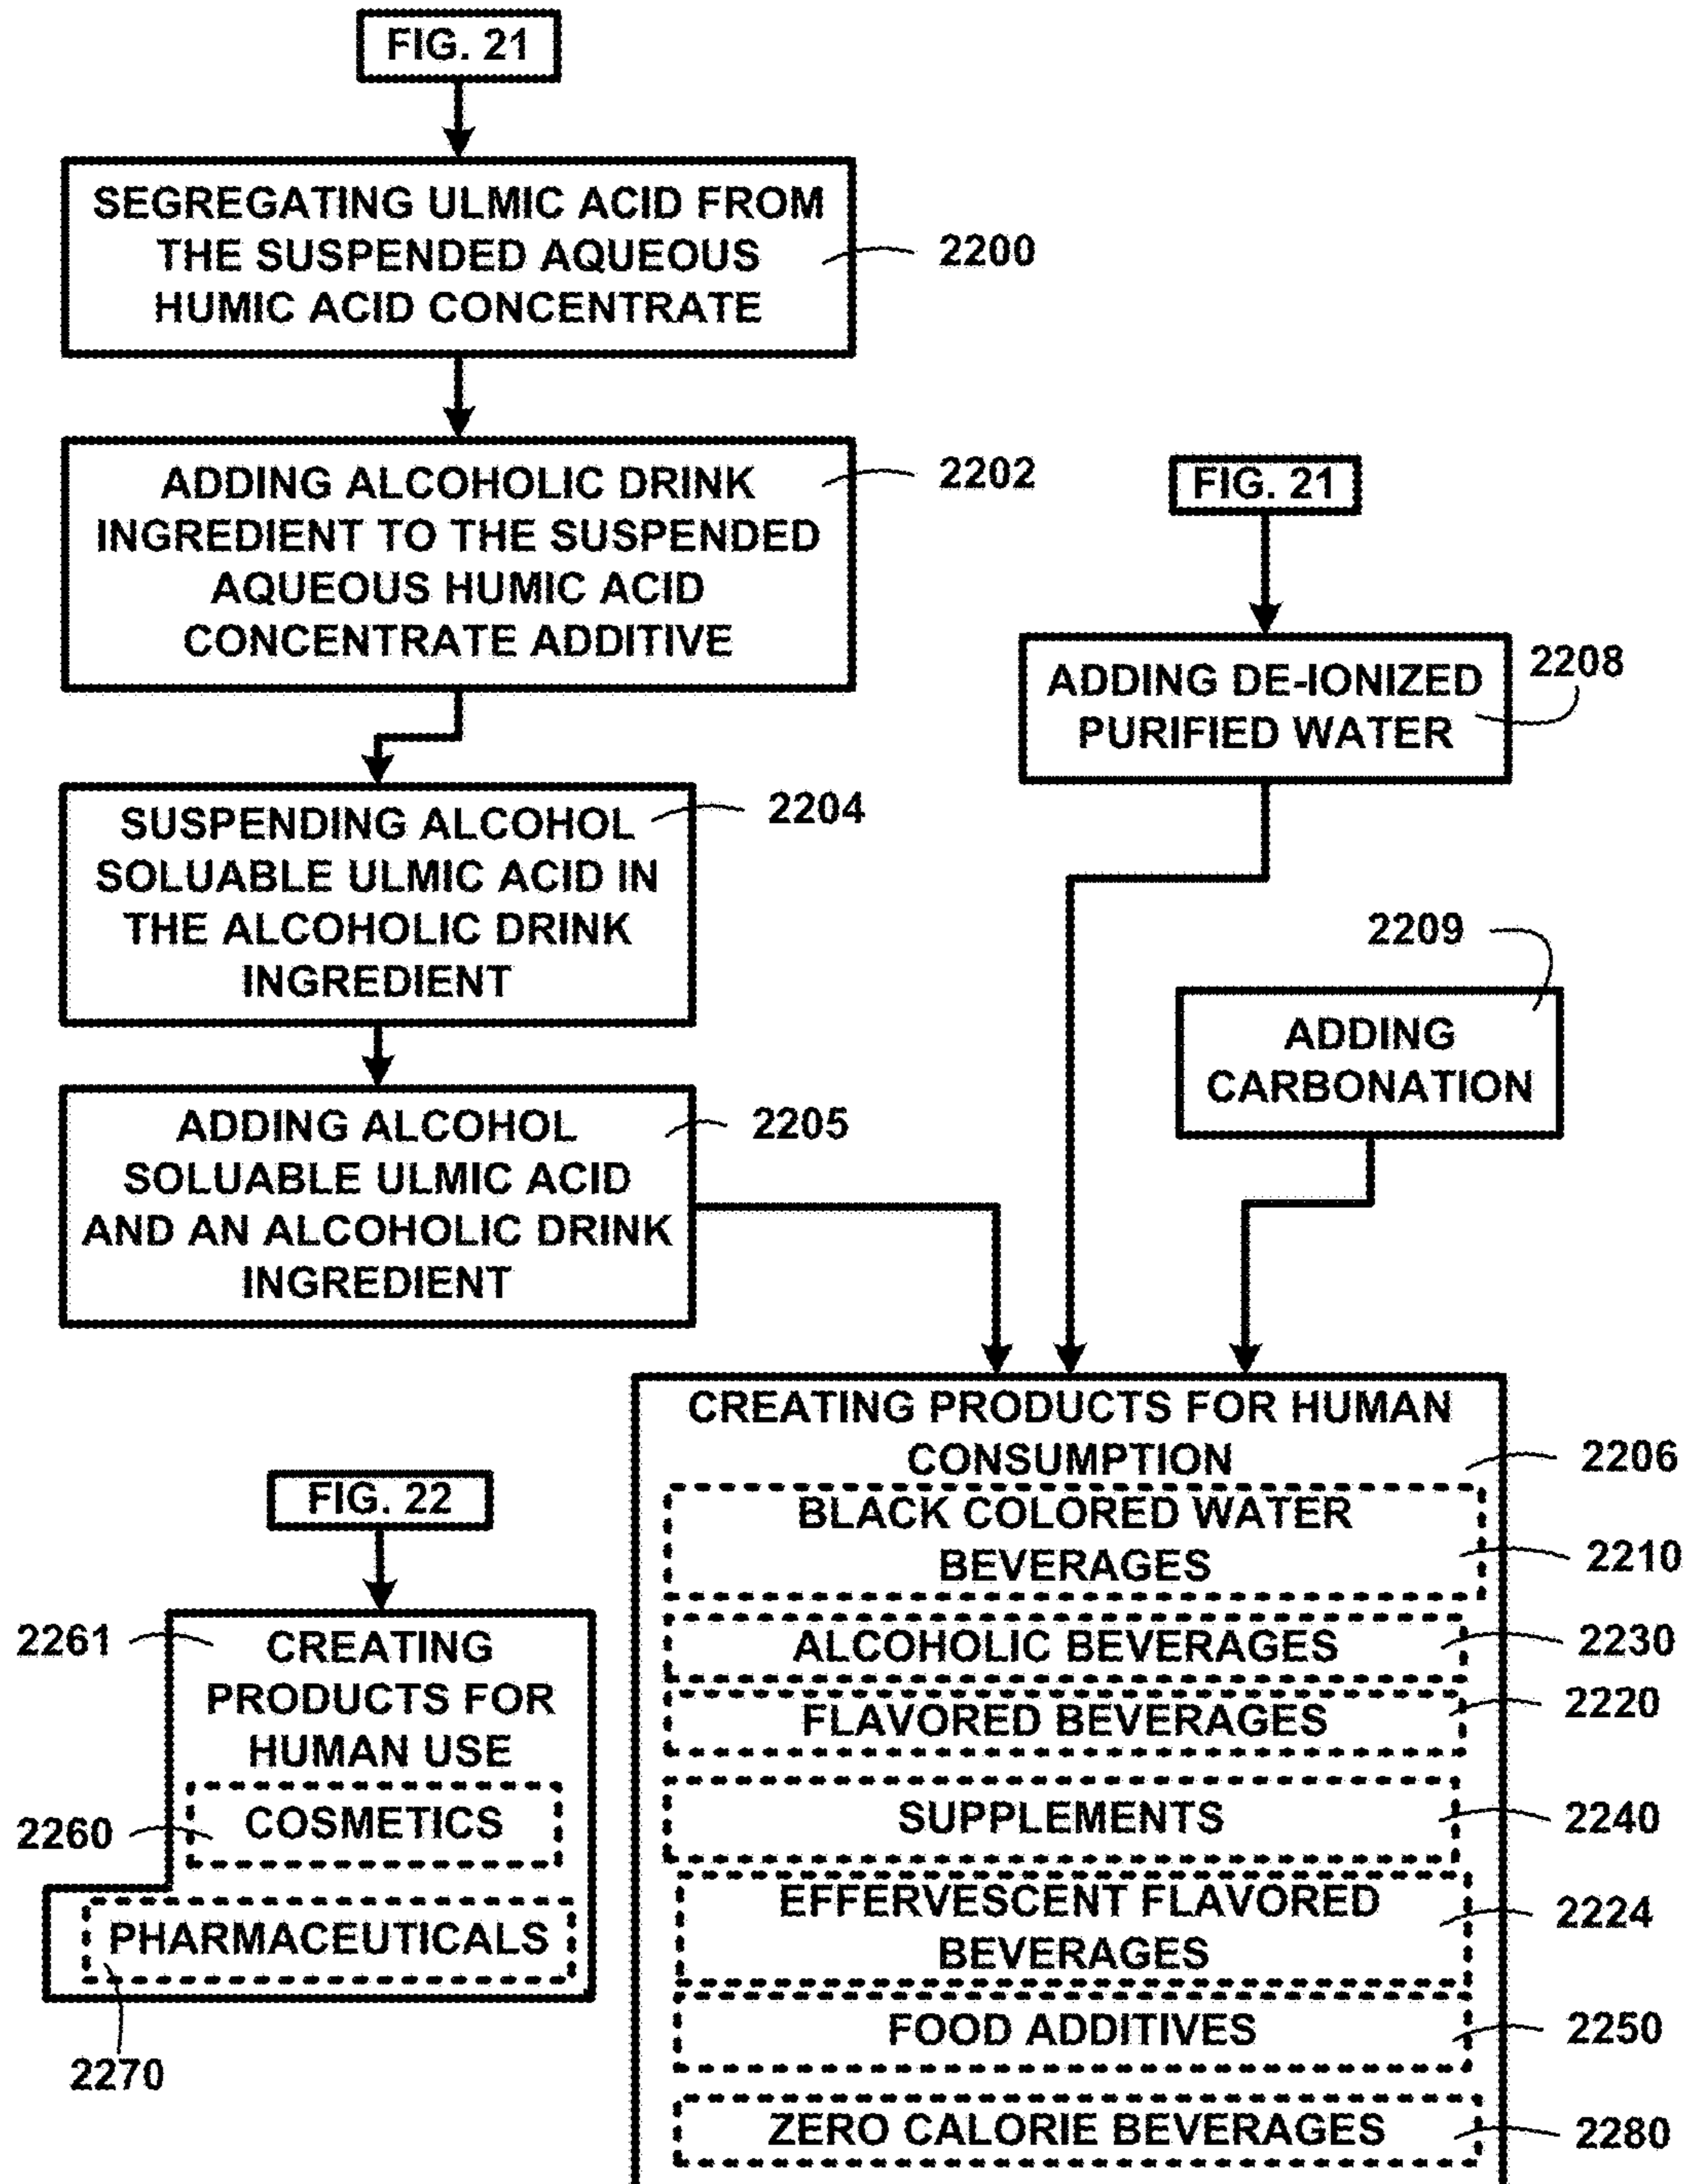 FIG. 21
SEGREGATING ULMIC ACID FROM
THE SUSPENDED AQUEOUS
HUMIC ACID CONCENTRATE
2200
ADDING ALCOHOLIC DRINK
INGREDIENT TO THE SUSPENDED
AQUEOUS HUMIC ACID
CONCENTRATE ADDITIVE
2202
SUSPENDING ALCOHOL
SOLUABLE ULMIC ACID IN
THE ALCOHOLIC DRINK
INGREDIENT
2204
ADDING ALCOHOL
SOLUABLE ULMIC ACID
AND AN ALCOHOLIC DRINK
INGREDIENT
2205
FIG. 21
ADDING DE-IONIZED
PURIFIED WATER
2208
2209
ADDING
CARBONATION
CREATING PRODUCTS FOR HUMAN
CONSUMPTION
2206
BLACK COLORED WATER
BEVERAGES
2210
ALCOHOLIC BEVERAGES
2230
FLAVORED BEVERAGES
2220
SUPPLEMENTS
2240
EFFERVESCENT FLAVORED
BEVERAGES
2224
FOOD ADDITIVES
2250
ZERO CALORIE BEVERAGES
2280
FIG. 22
2261
CREATING
PRODUCTS FOR
HUMAN USE
COSMETICS
2260
PHARMACEUTICALS
2270